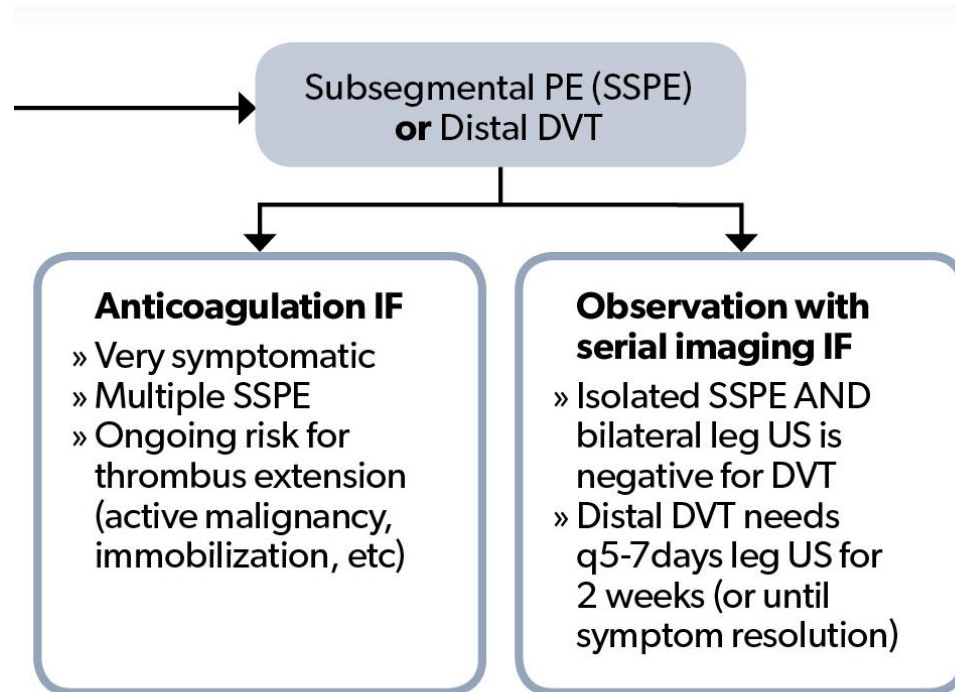 Subsegmental PE (SSPE)
or Distal DVT
Anticoagulation IF
» Very symptomatic
» Multiple SSPE
» Ongoing risk for
thrombus extension
(active malignancy,
immobilization, etc)
Observation with
serial imaging IF
» Isolated SSPE AND
bilateral leg US is
negative for DVT
» Distal DVT needs
q5-7days leg US for
2 weeks (or until
symptom resolution)